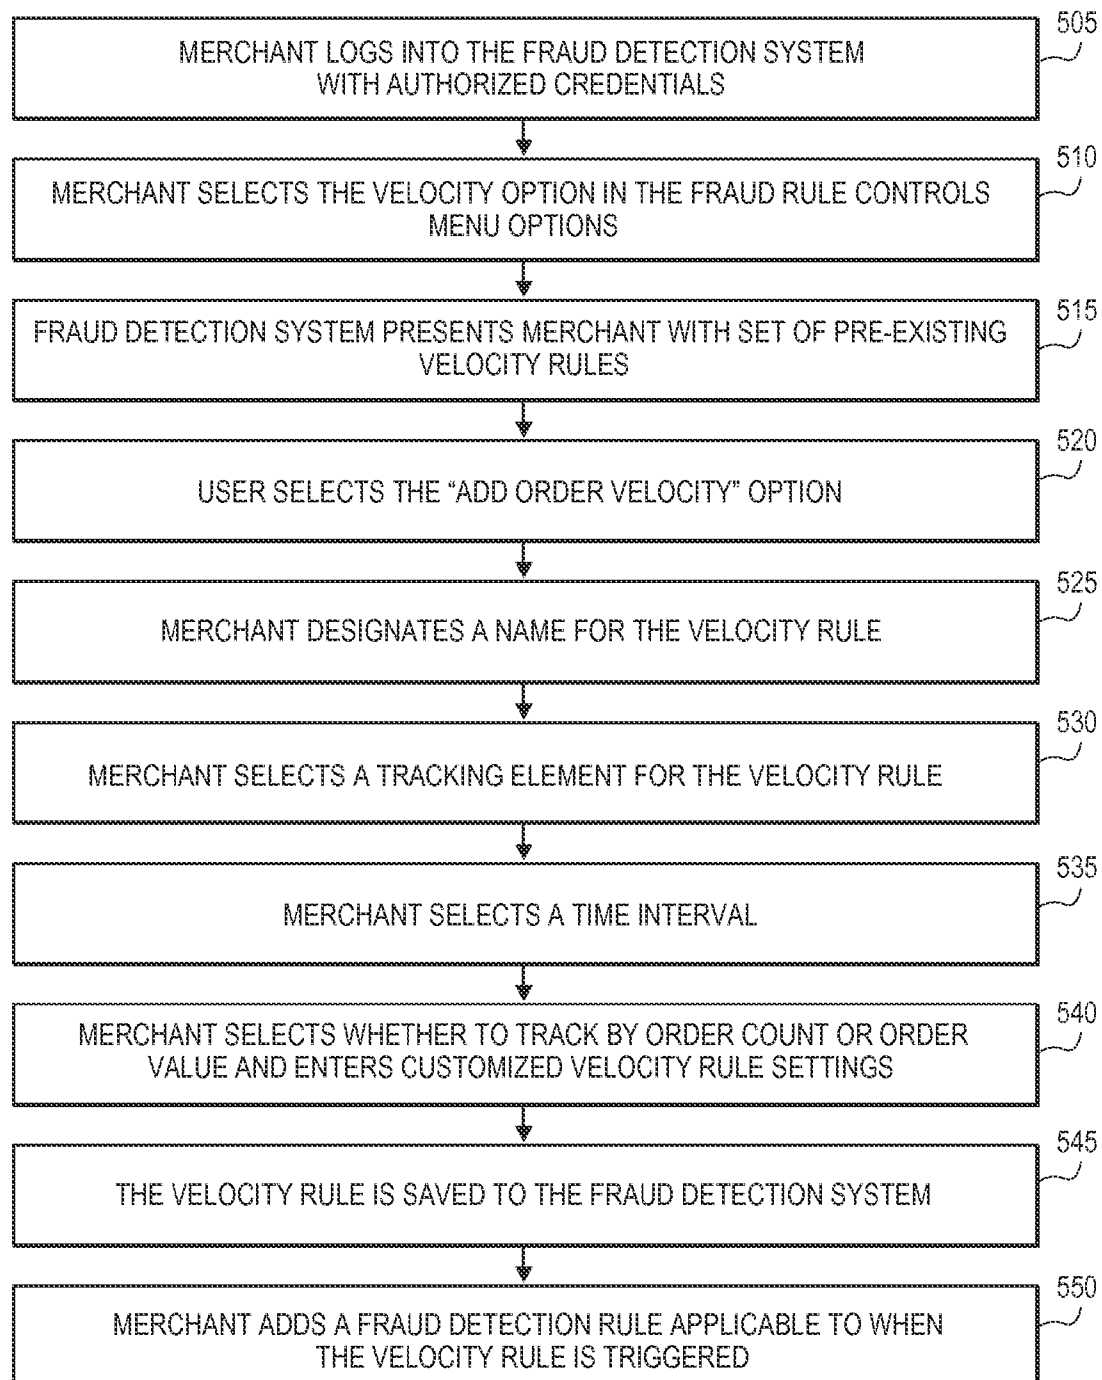 505
MERCHANT LOGS INTO THE FRAUD DETECTION SYSTEM
WITH AUTHORIZED CREDENTIALS
510
MERCHANT SELECTS THE VELOCITY OPTION IN THE FRAUD RULE CONTROLS
MENU OPTIONS
515
FRAUD DETECTION SYSTEM PRESENTS MERCHANT WITH SET OF PRE-EXISTING
VELOCITY RULES
520
USER SELECTS THE “ADD ORDER VELOCITY” OPTION
525
MERCHANT DESIGNATES A NAME FOR THE VELOCITY RULE
530
MERCHANT SELECTS A TRACKING ELEMENT FOR THE VELOCITY RULE
535
MERCHANT SELECTS A TIME INTERVAL
540
MERCHANT SELECTS WHETHER TO TRACK BY ORDER COUNT OR ORDER
VALUE AND ENTERS CUSTOMIZED VELOCITY RULE SETTINGS
545
THE VELOCITY RULE IS SAVED TO THE FRAUD DETECTION SYSTEM
550
MERCHANT ADDS A FRAUD DETECTION RULE APPLICABLE TO WHEN
THE VELOCITY RULE IS TRIGGERED